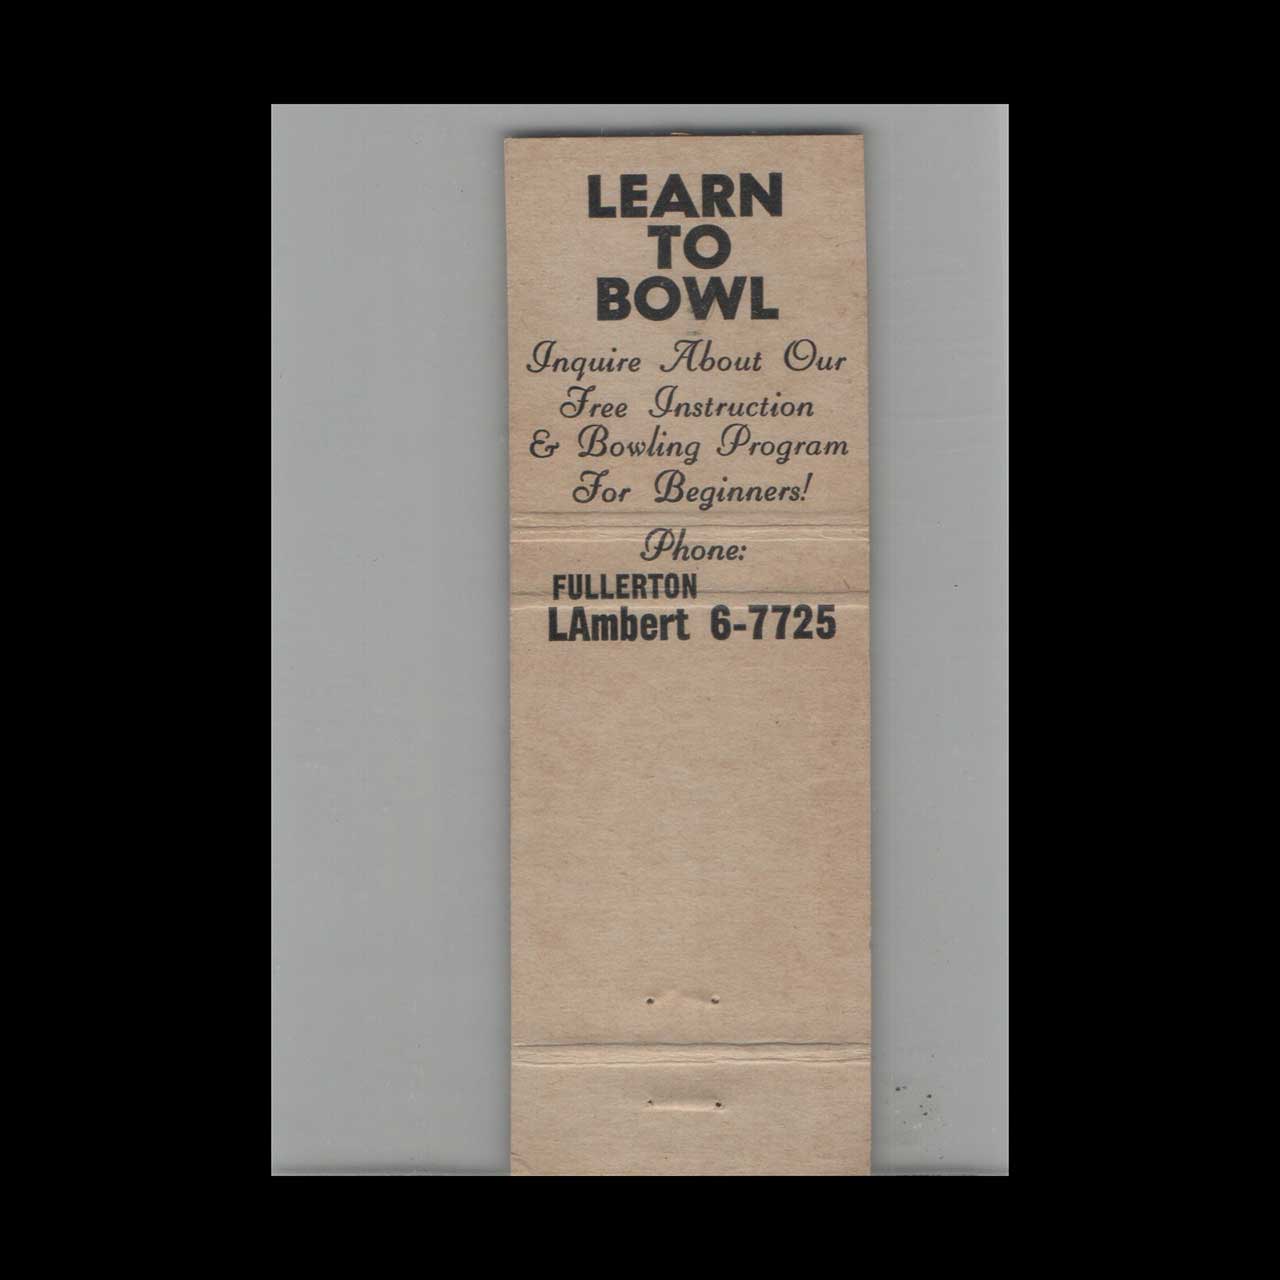 LEARN
TO
BOWL
Inquire About Our
Free Instruction
& Bowling Program
For Beginners!
Phone:
FULLERTON
LAmbert 6-7725